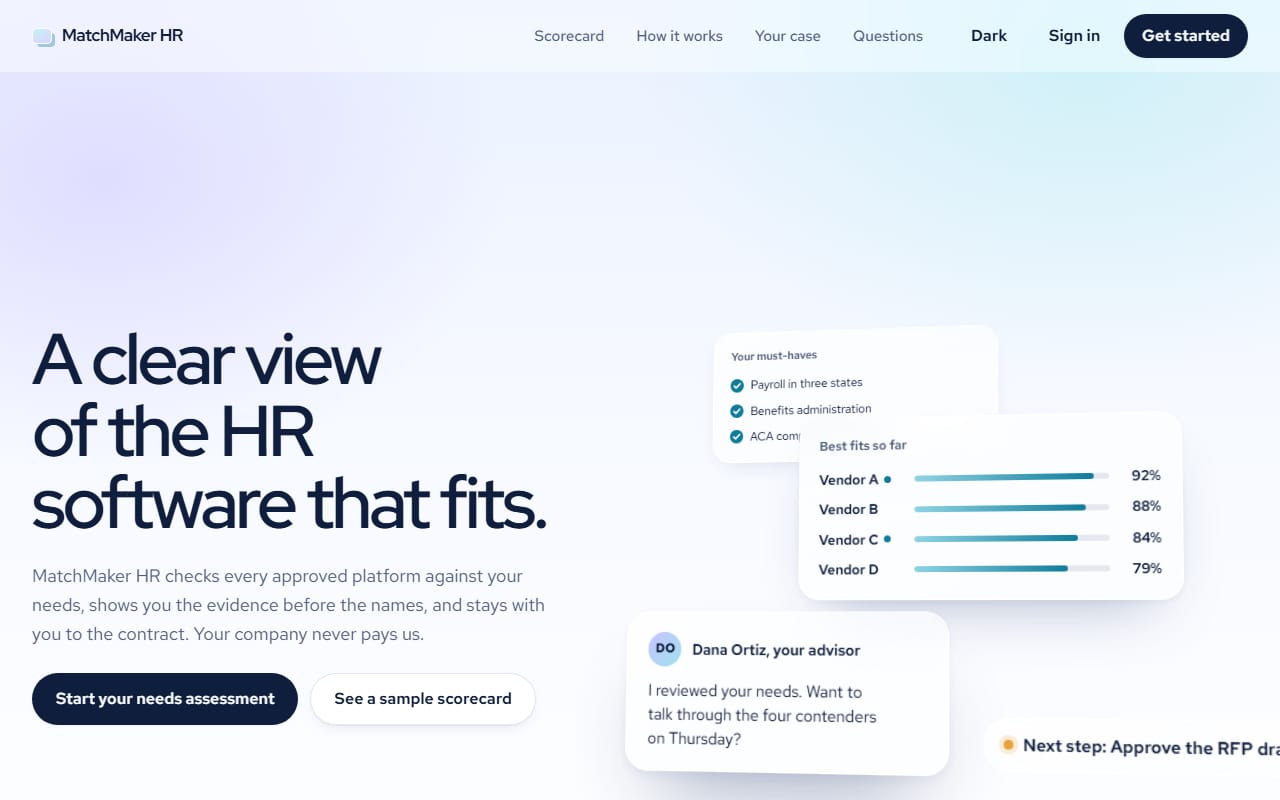 MatchMaker HR
Scorecard
How it works
Your case
Questions
Dark
Sign in
Get started
A clear view
of the HR
software that fits.
MatchMaker HR checks every approved platform against your
needs, shows you the evidence before the names, and stays with
you to the contract. Your company never pays us.
Start your needs assessment
See a sample scorecard
Your must-haves
Payroll in three states
Benefits administration
ACA
Best fits so far
Vendor A 92%
Vendor B 88%
Vendor C 84%
Vendor D 79%
DO
Dana Ortiz, your advisor
I reviewed your needs. Want to
talk through the four contenders
on Thursday?
Next step: Approve the RFP